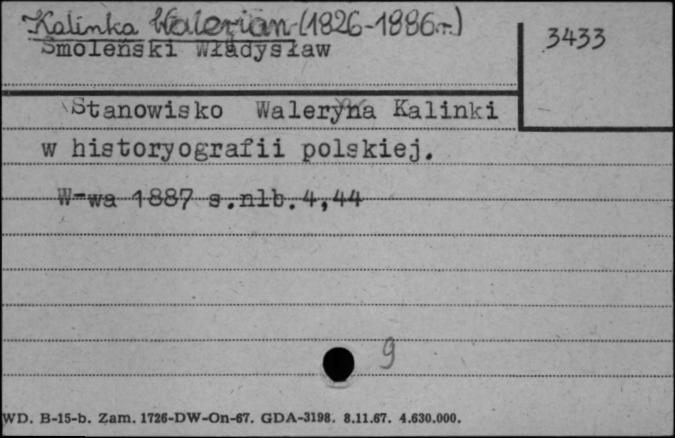 Kalinka Walerian (1826-1886 r.)
3433
Smoleński Władysław
Stanowisko Waleryna Kalinki
w historyografii polskiej.
W-wa 1887 s.nlb.4,44
9
WD. B-15-b. Zam. 1726-DW-On-67. GDA-3198. 8.11.67. 4.630.000.